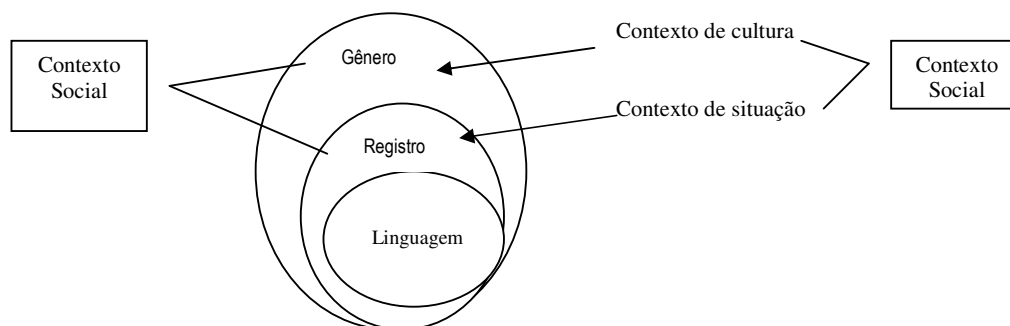 Contexto
Social
Gênero
Contexto de cultura
Contexto
Social
Contexto de situação
Registro
Linguagem